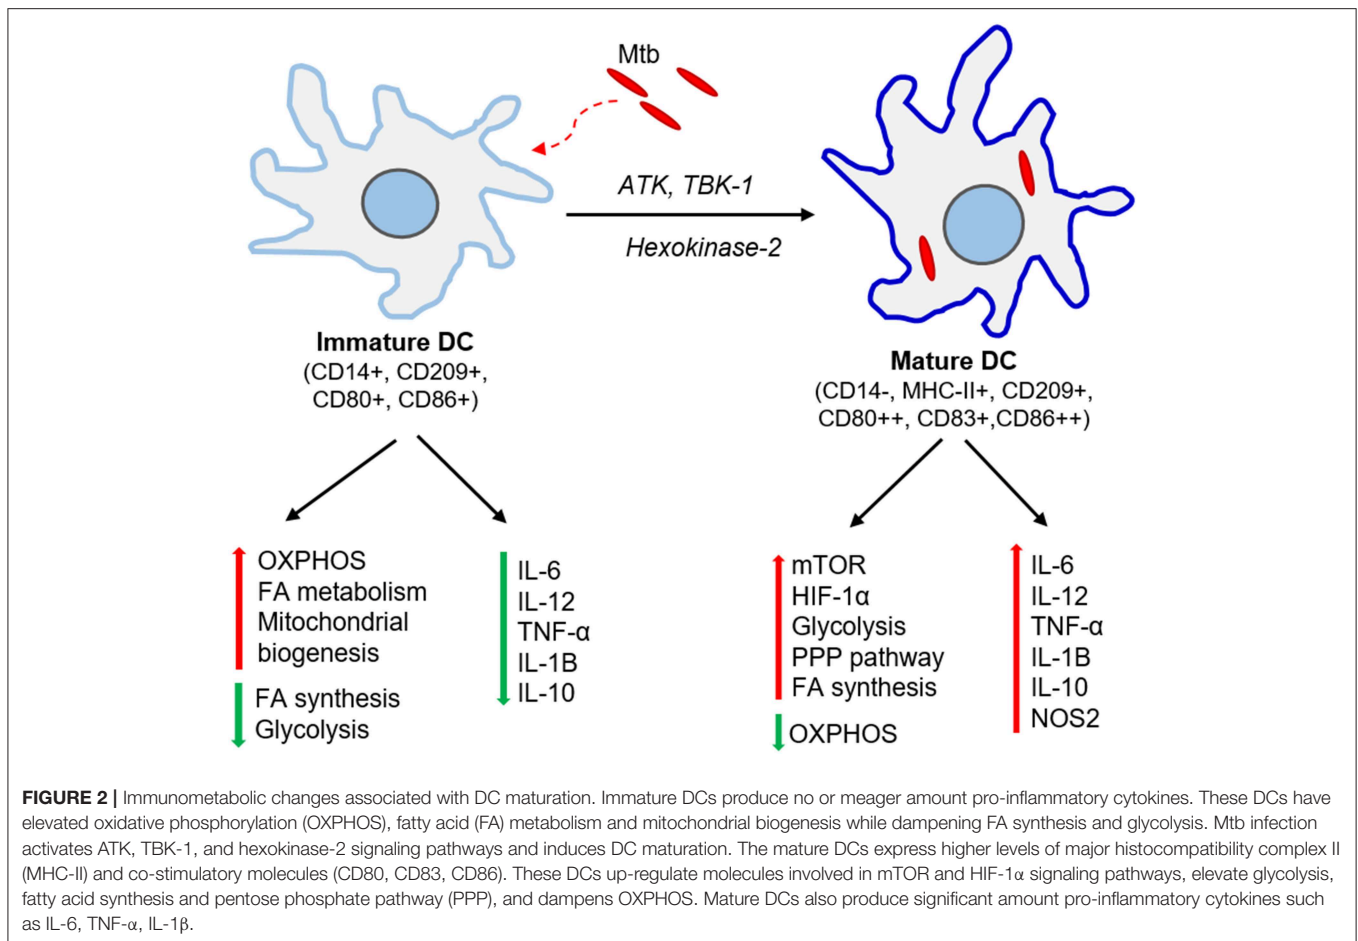 Mtb
ATK, TBK-1
Hexokinase-2
Immature DC
(CD14+, CD209+,
CD80+, CD86+)
Mature DC
(CD14-, MHC-II+, CD209+,
CD80++, CD83+,CD86++)
OXPHOS
FA metabolism
Mitochondrial
biogenesis
FA synthesis
Glycolysis
IL-6
IL-12
TNF-α
IL-1B
IL-10
mTOR
HIF-1α
Glycolysis
PPP pathway
FA synthesis
OXPHOS
IL-6
IL-12
TNF-α
IL-1B
IL-10
NOS2
FIGURE 2 | Immunometabolic changes associated with DC maturation. Immature DCs produce no or meager amount pro-inflammatory cytokines. These DCs have
elevated oxidative phosphorylation (OXPHOS), fatty acid (FA) metabolism and mitochondrial biogenesis while dampening FA synthesis and glycolysis. Mtb infection
activates ATK, TBK-1, and hexokinase-2 signaling pathways and induces DC maturation. The mature DCs express higher levels of major histocompatibility complex II
(MHC-II) and co-stimulatory molecules (CD80, CD83, CD86). These DCs up-regulate molecules involved in mTOR and HIF-1α signaling pathways, elevate glycolysis,
fatty acid synthesis and pentose phosphate pathway (PPP), and dampens OXPHOS. Mature DCs also produce significant amount pro-inflammatory cytokines such
as IL-6, TNF-α, IL-1β.